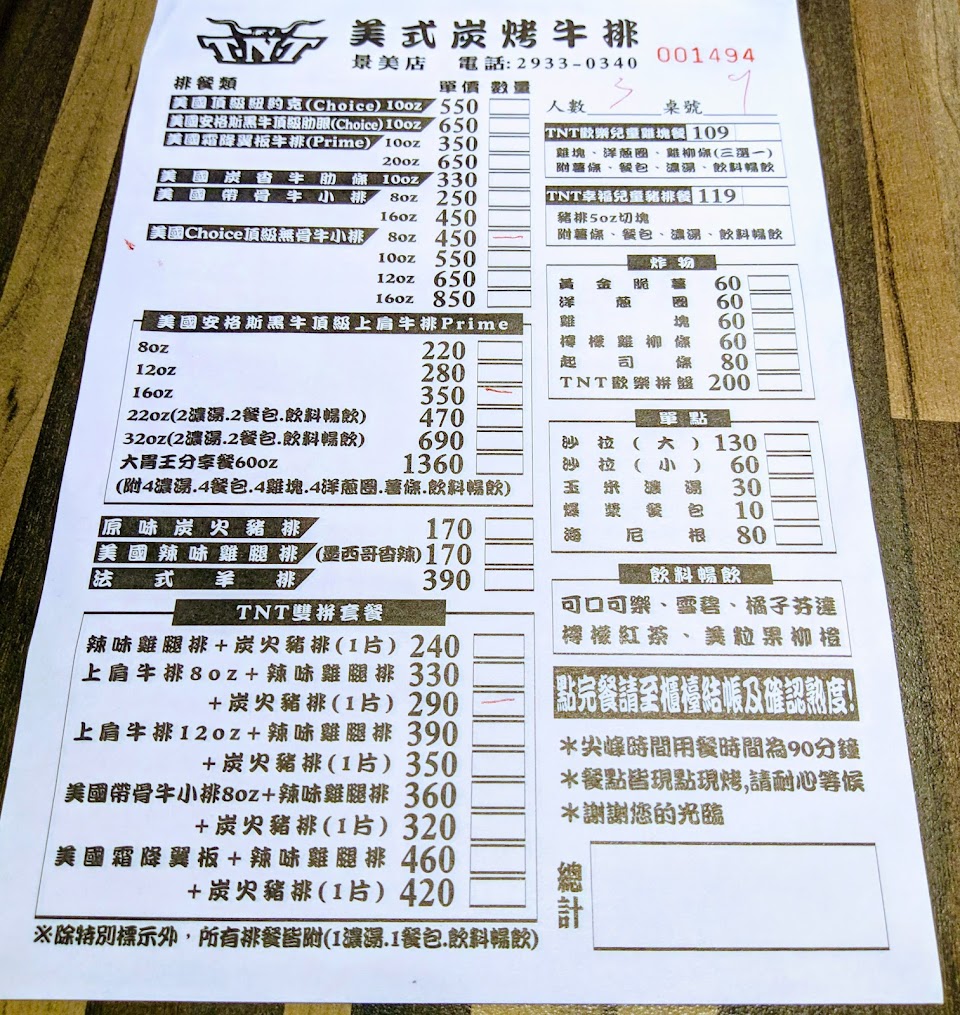 TNT 美式炭烤牛排
景美店 電話:2933-0340 001494
排餐類 單價 數量
美國頂級紐約克(Choice) 10oz 550
美國安格斯黑牛頂級肋眼(Choice) 10oz 650
美國霜降翼板牛排(Prime) 10oz 350
20oz 650
美國炭香牛肋條 10oz 330
美國帶骨牛小排 8oz 250
16oz 450
美國Choice頂級無骨牛小排 8oz 450 一
10oz 550
12oz 650
16oz 850
美國安格斯黑牛頂級上肩牛排Prime
8oz 220
12oz 280
16oz 350 一
22oz(2濃湯.2餐包.飲料暢飲) 470
32oz(2濃湯.2餐包.飲料暢飲) 690
大胃王分享餐60oz 1360
(附4濃湯.4餐包.4雞塊.4洋蔥圈.薯條.飲料暢飲)
原味炭火豬排 170
美國辣味雞腿排(墨西哥香辣) 170
法式羊排 390
TNT雙拼套餐
辣味雞腿排+炭火豬排(1片) 240
上肩牛排8oz+辣味雞腿排 330
+炭火豬排(1片) 290 一
上肩牛排12oz+辣味雞腿排 390
+炭火豬排(1片) 350
美國帶骨牛小排8oz+辣味雞腿排 360
+炭火豬排(1片) 320
美國霜降翼板+辣味雞腿排 460
+炭火豬排(1片) 420
※除特別標示外,所有排餐皆附(1濃湯.1餐包.飲料暢飲)
人數 3 桌號 9
TNT歡樂兒童雞塊餐 109
雞塊、洋蔥圈、雞柳條(三選一)
附薯條、餐包、濃湯、飲料暢飲
TNT幸福兒童豬排餐 119
豬排5oz切塊
附薯條、餐包、濃湯、飲料暢飲
炸物
黃金脆薯 60
洋蔥圈 60
雞塊 60
檸檬雞柳條 60
起司條 80
TNT歡樂拼盤 200
單點
沙拉(大) 130
沙拉(小) 60
玉米濃湯 30
爆漿餐包 10
海尼根 80
飲料暢飲
可口可樂、雪碧、橘子芬達
檸檬紅茶、美粒果柳橙
點完餐請至櫃檯結帳及確認熟度!
*尖峰時間用餐時間為90分鐘
*餐點皆現點現烤,請耐心等候
*謝謝您的光臨
總計